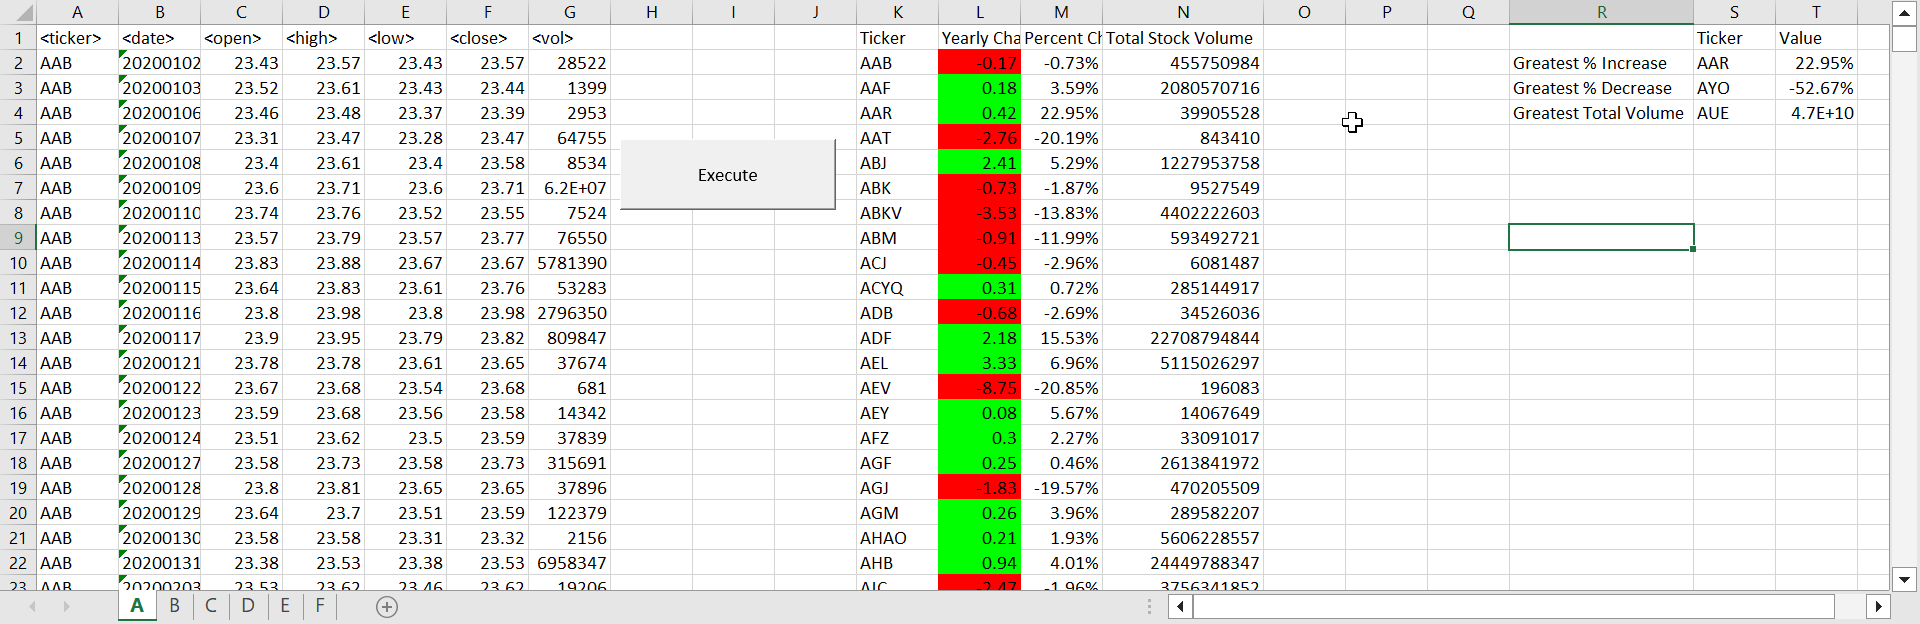 A B C D E F G H I J K L M N O P Q R S T
1 <ticker> <date> <open> <high> <low> <close> <vol> Ticker Yearly Cha Percent Ch Total Stock Volume Ticker Value
2 AAB 20200102 23.43 23.57 23.43 23.57 28522 AAB -0.17 -0.73% 455750984 Greatest % Increase AAR 22.95%
3 AAB 20200103 23.52 23.61 23.43 23.44 1399 AAF 0.18 3.59% 2080570716 Greatest % Decrease AYO -52.67%
4 AAB 20200106 23.46 23.48 23.37 23.39 2953 AAR 0.42 22.95% 39905528 Greatest Total Volume AUE 4.7E+10
5 AAB 20200107 23.31 23.47 23.28 23.47 64755 AAT -2.76 -20.19% 843410
6 AAB 20200108 23.4 23.61 23.4 23.58 8534 ABJ 2.41 5.29% 1227953758
Execute
7 AAB 20200109 23.6 23.71 23.6 23.71 6.2E+07 ABK -0.73 -1.87% 9527549
8 AAB 20200110 23.74 23.76 23.52 23.55 7524 ABKV -3.53 -13.83% 4402222603
9 AAB 20200113 23.57 23.79 23.57 23.77 76550 ABM -0.91 -11.99% 593492721
10 AAB 20200114 23.83 23.88 23.67 23.67 5781390 ACJ -0.45 -2.96% 6081487
11 AAB 20200115 23.64 23.83 23.61 23.76 53283 ACYQ 0.31 0.72% 285144917
12 AAB 20200116 23.8 23.98 23.8 23.98 2796350 ADB -0.68 -2.69% 34526036
13 AAB 20200117 23.9 23.95 23.79 23.82 809847 ADF 2.18 15.53% 22708794844
14 AAB 20200121 23.78 23.78 23.61 23.65 37674 AEL 3.33 6.96% 5115026297
15 AAB 20200122 23.67 23.68 23.54 23.68 681 AEV -8.75 -20.85% 196083
16 AAB 20200123 23.59 23.68 23.56 23.58 14342 AEY 0.08 5.67% 14067649
17 AAB 20200124 23.51 23.62 23.5 23.59 37839 AFZ 0.3 2.27% 33091017
18 AAB 20200127 23.58 23.73 23.58 23.73 315691 AGF 0.25 0.46% 2613841972
19 AAB 20200128 23.8 23.81 23.65 23.65 37896 AGJ -1.83 -19.57% 470205509
20 AAB 20200129 23.64 23.7 23.51 23.59 122379 AGM 0.26 3.96% 289582207
21 AAB 20200130 23.58 23.58 23.31 23.32 2156 AHAO 0.21 1.93% 5606228557
22 AAB 20200131 23.38 23.53 23.38 23.53 6958347 AHB 0.94 4.01% 24449788347
23 AAB 20200203 23.53 23.62 23.46 23.62 19206 -2.47 -1.96% 3756341852
A B C D E F